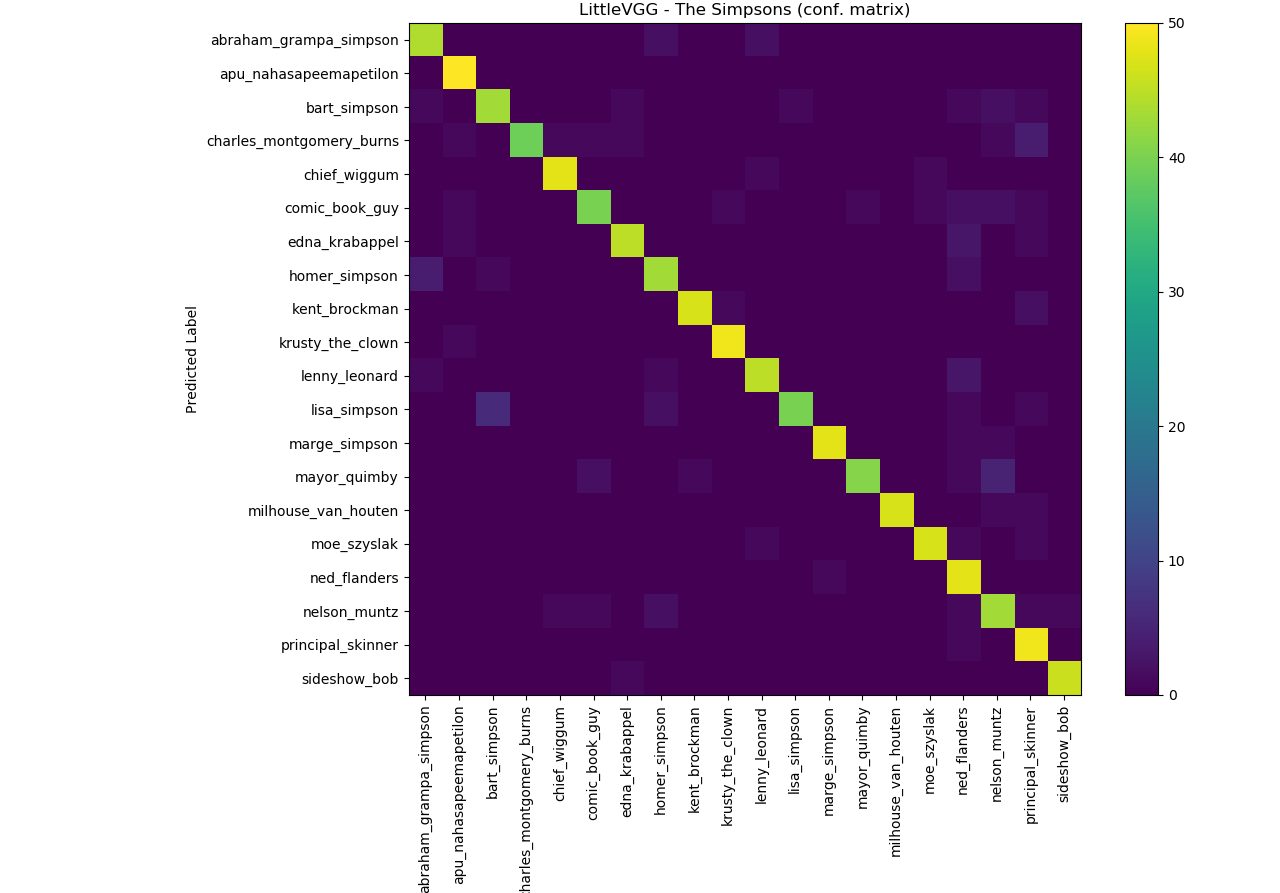 LittleVGG - The Simpsons (conf. matrix)
abraham_grampa_simpson
apu_nahasapeemapetilon
bart_simpson
charles_montgomery_burns
chief_wiggum
comic_book_guy
edna_krabappel
homer_simpson
kent_brockman
krusty_the_clown
lenny_leonard
lisa_simpson
marge_simpson
mayor_quimby
milhouse_van_houten
moe_szyslak
ned_flanders
nelson_muntz
principal_skinner
sideshow_bob
Predicted Label
abraham_grampa_simpson
apu_nahasapeemapetilon
bart_simpson
charles_montgomery_burns
chief_wiggum
comic_book_guy
edna_krabappel
homer_simpson
kent_brockman
krusty_the_clown
lenny_leonard
lisa_simpson
marge_simpson
mayor_quimby
milhouse_van_houten
moe_szyslak
ned_flanders
nelson_muntz
principal_skinner
sideshow_bob
50
40
30
20
10
0